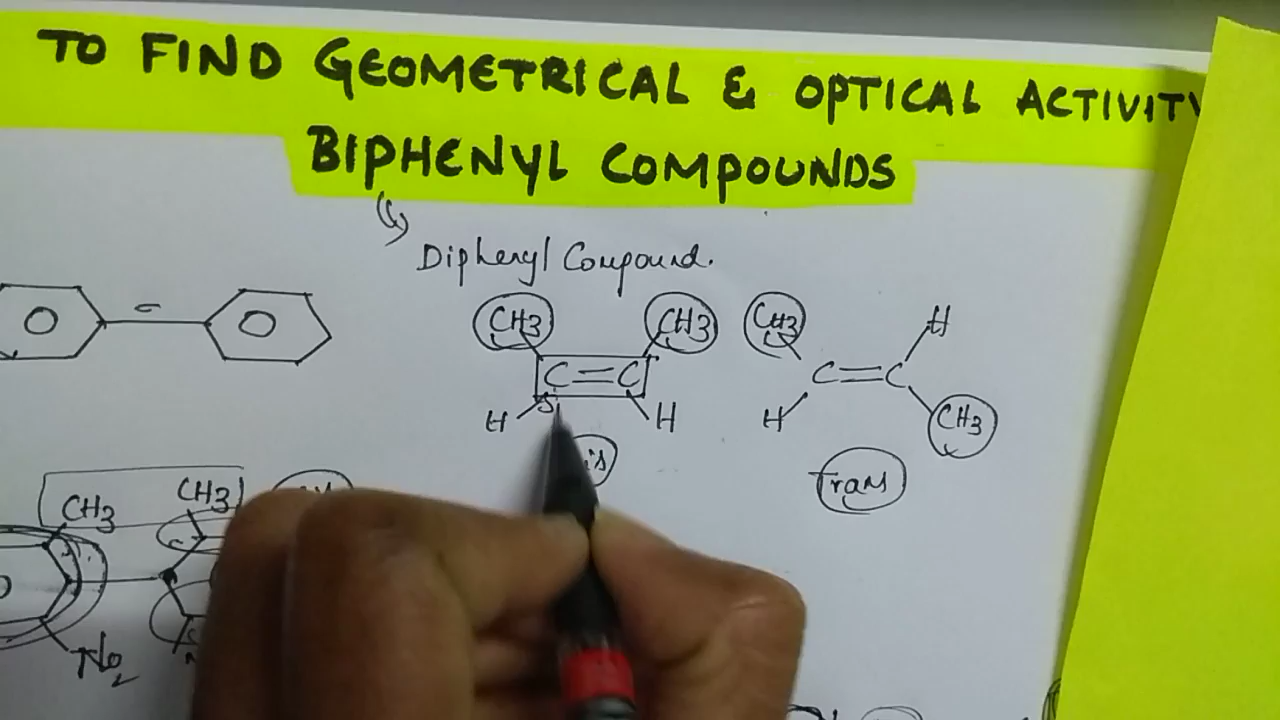 TO FIND GEOMETRICAL & OPTICAL ACTIVITY
BIPHENYL COMPOUNDS
Diphenyl Compound.
CH3 CH3 CH3 H
C=C C=C
H H H CH3
Trans
CH3 CH3
No2